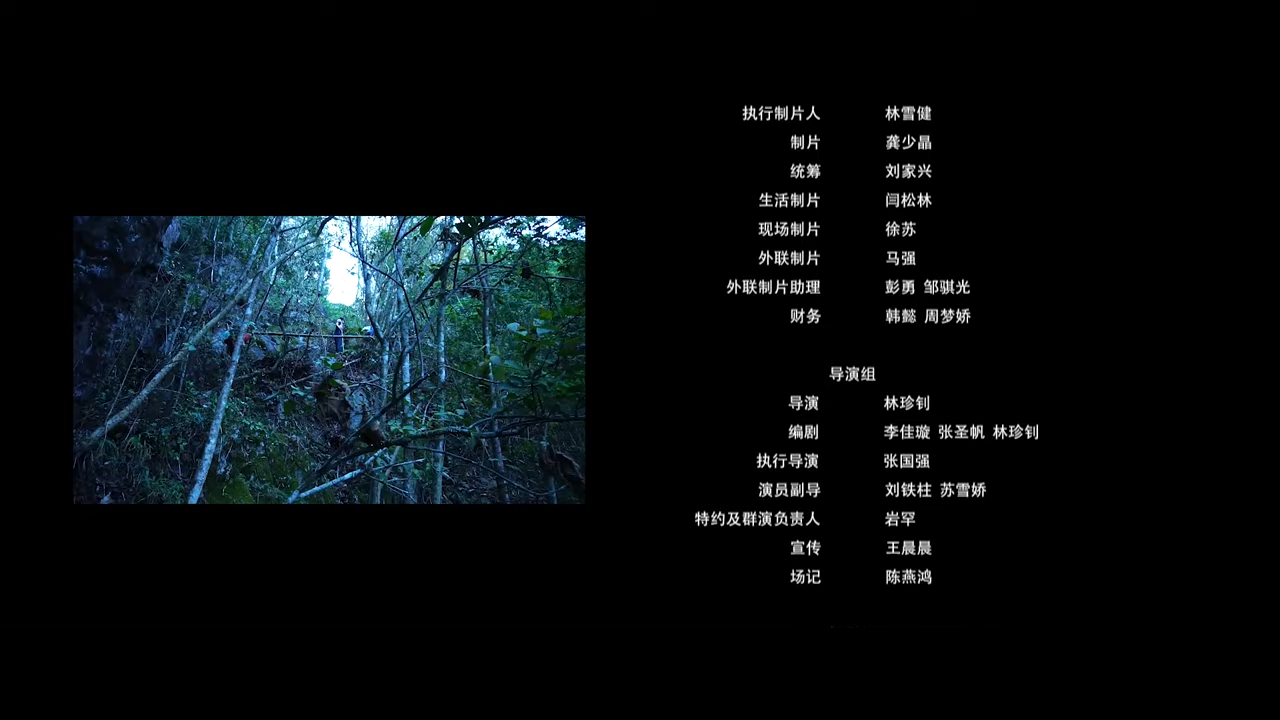 执行制片人 林雪健
制片 龚少晶
统筹 刘家兴
生活制片 闫松林
现场制片 徐苏
外联制片 马强
外联制片助理 彭勇 邹骐光
财务 韩懿 周梦娇
导演组
导演 林珍钊
编剧 李佳璇 张圣帆 林珍钊
执行导演 张国强
演员副导 刘铁柱 苏雪娇
特约及群演负责人 岩罕
宣传 王晨晨
场记 陈燕鸿